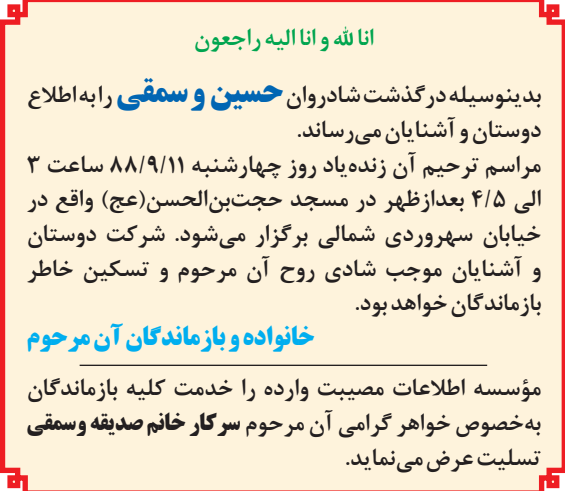 انا لله و انا الیه راجعون
بدینوسیله درگذشت شادروان حسین و سمقی را به اطلاع
دوستان و آشنایان می‌رساند.
مراسم ترحیم آن زنده‌یاد روز چهارشنبه ۸۸/۹/۱۱ ساعت ۳
الی ۴/۵ بعدازظهر در مسجد حجت‌بن‌الحسن(عج) واقع در
خیابان سهروردی شمالی برگزار می‌شود. شرکت دوستان
و آشنایان موجب شادی روح آن مرحوم و تسکین خاطر
بازماندگان خواهد بود.
خانواده و بازماندگان آن مرحوم
مؤسسه اطلاعات مصیبت وارده را خدمت کلیه بازماندگان
به‌خصوص خواهر گرامی آن مرحوم سرکار خانم صدیقه وسمقی
تسلیت عرض می‌نماید.